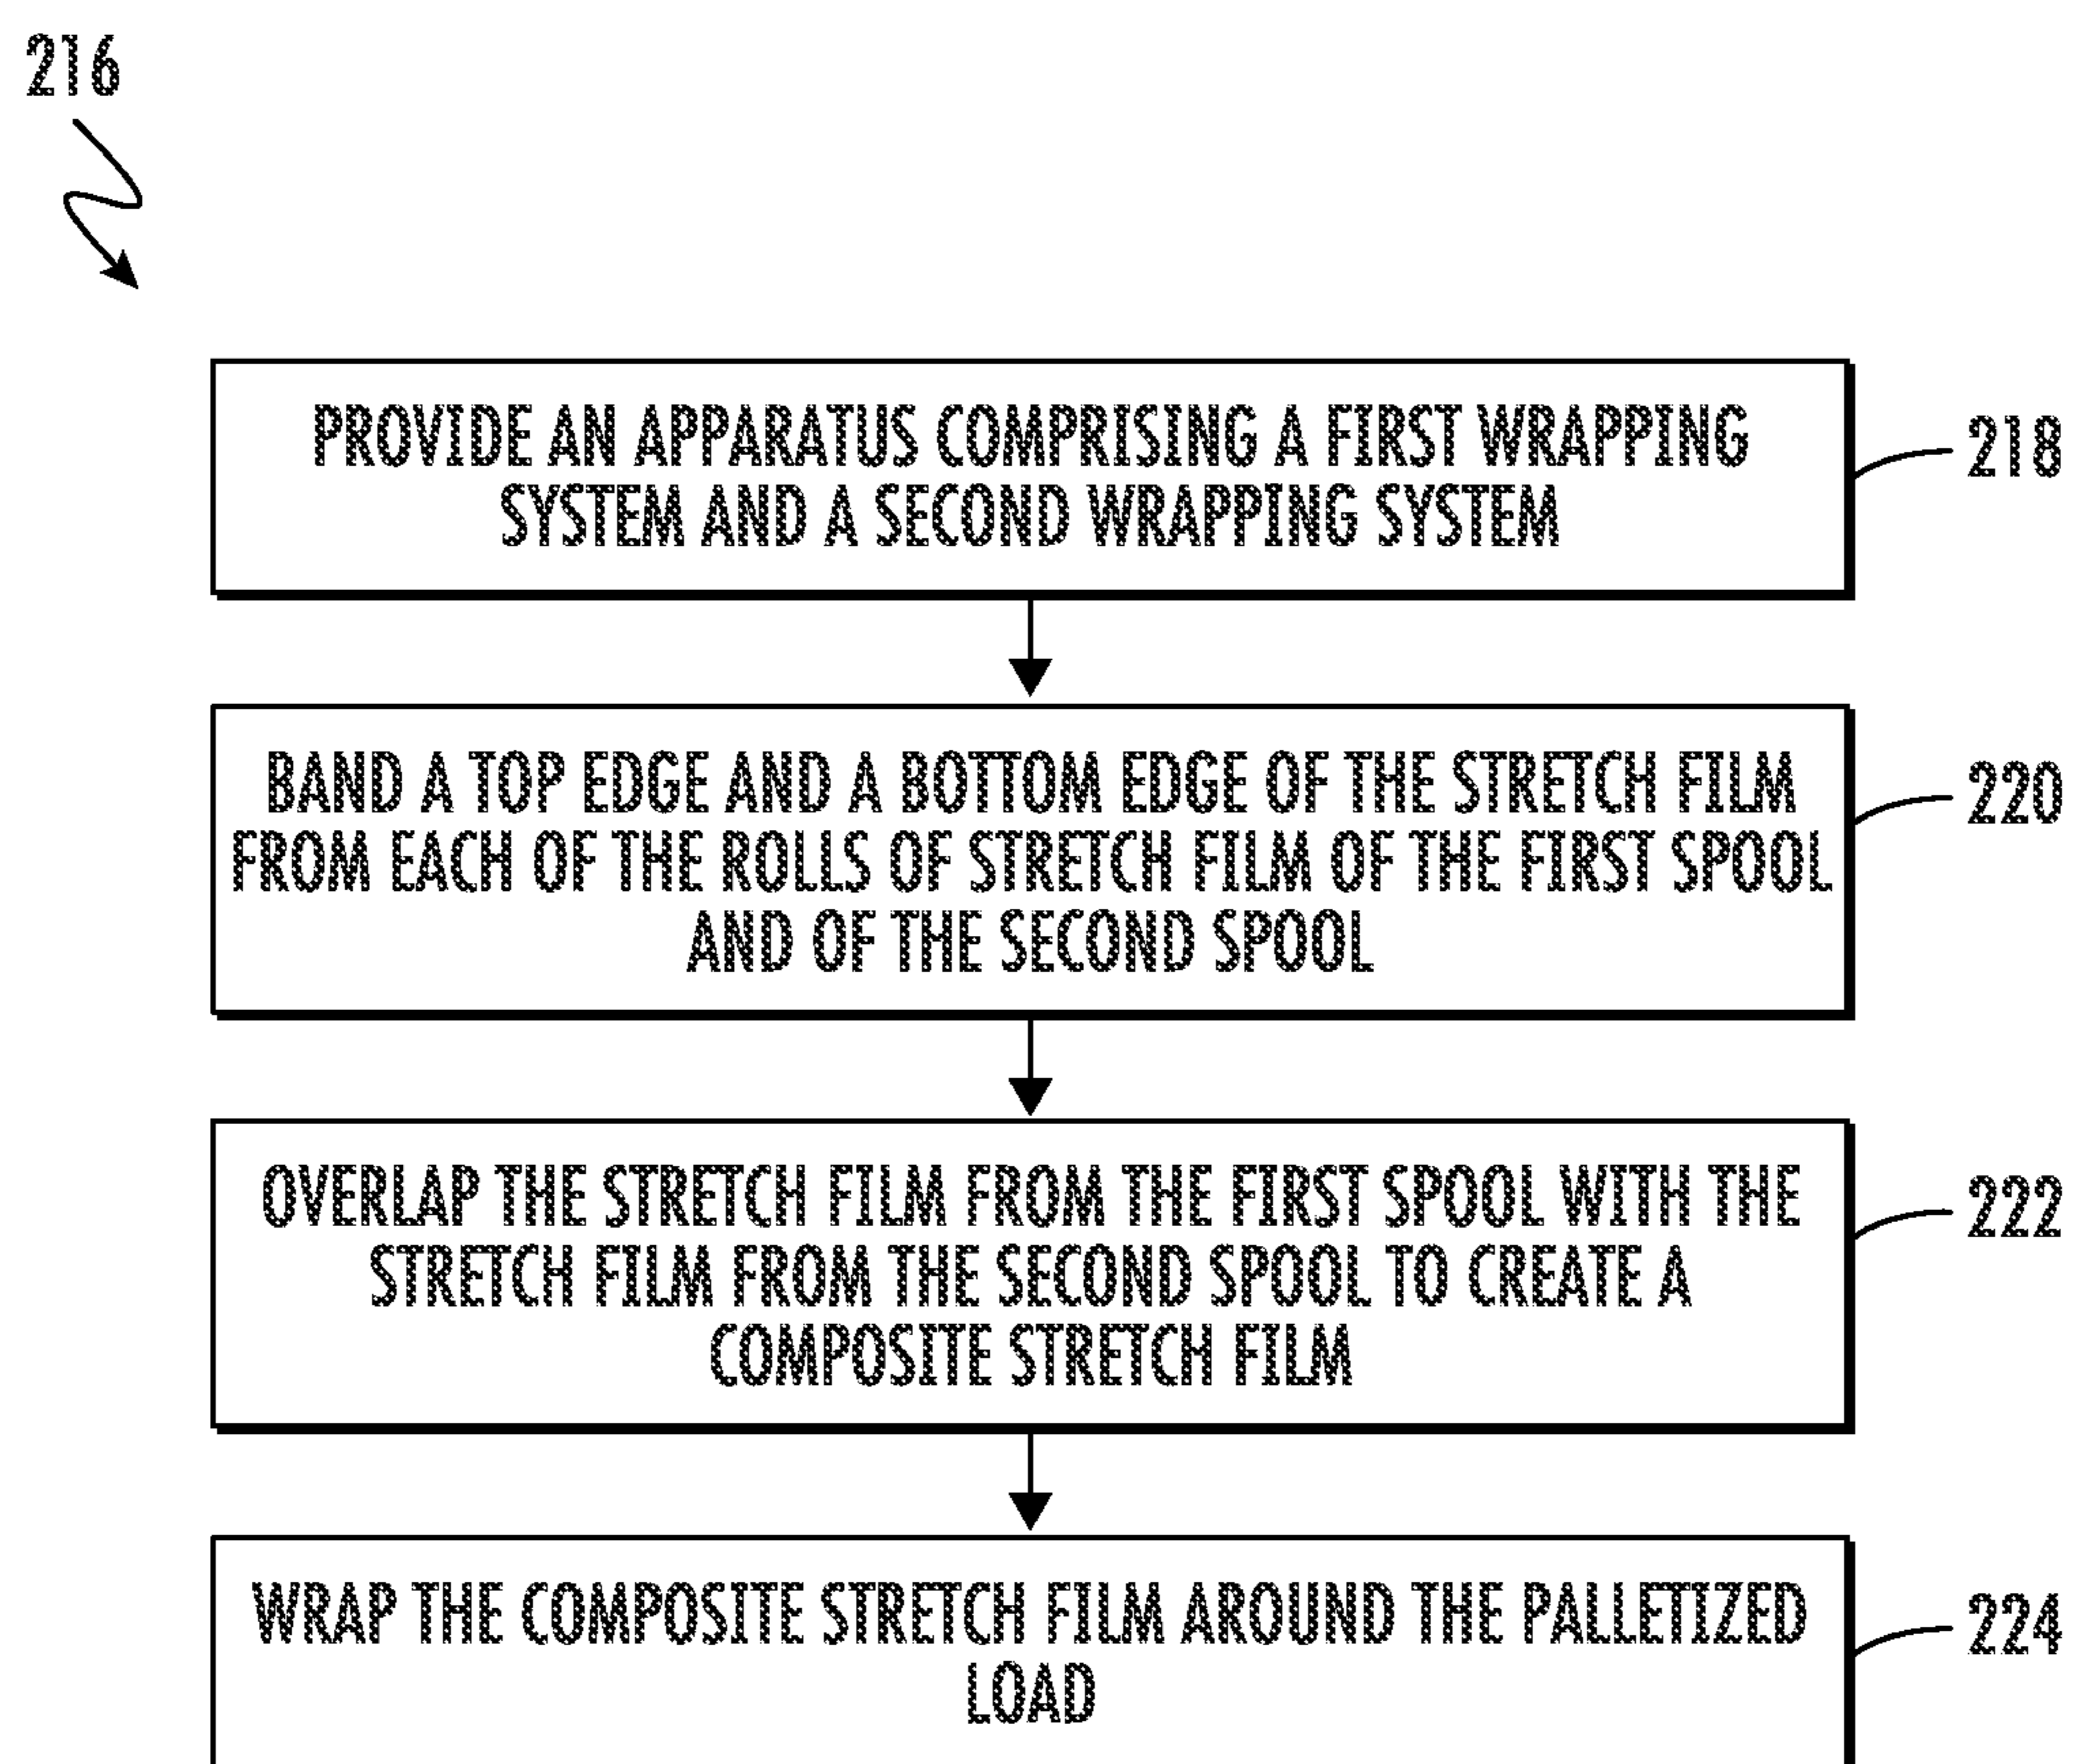 216
PROVIDE AN APPARATUS COMPRISING A FIRST WRAPPING
SYSTEM AND A SECOND WRAPPING SYSTEM
218
BAND A TOP EDGE AND A BOTTOM EDGE OF THE STRETCH FILM
FROM EACH OF THE ROLLS OF STRETCH FILM OF THE FIRST SPOOL
AND OF THE SECOND SPOOL
220
OVERLAP THE STRETCH FILM FROM THE FIRST SPOOL WITH THE
STRETCH FILM FROM THE SECOND SPOOL TO CREATE A
COMPOSITE STRETCH FILM
222
WRAP THE COMPOSITE STRETCH FILM AROUND THE PALLETIZED
LOAD
224